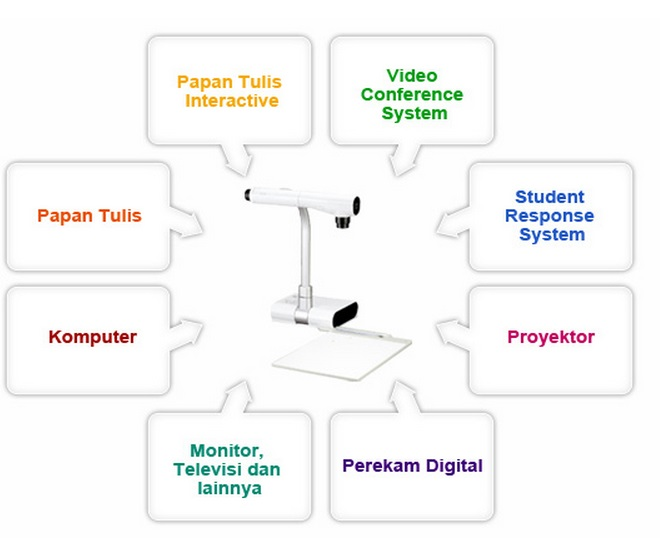 Papan Tulis
Interactive
Video
Conference
System
Papan Tulis
Student
Response
System
Komputer
Proyektor
Monitor,
Televisi dan
lainnya
Perekam Digital